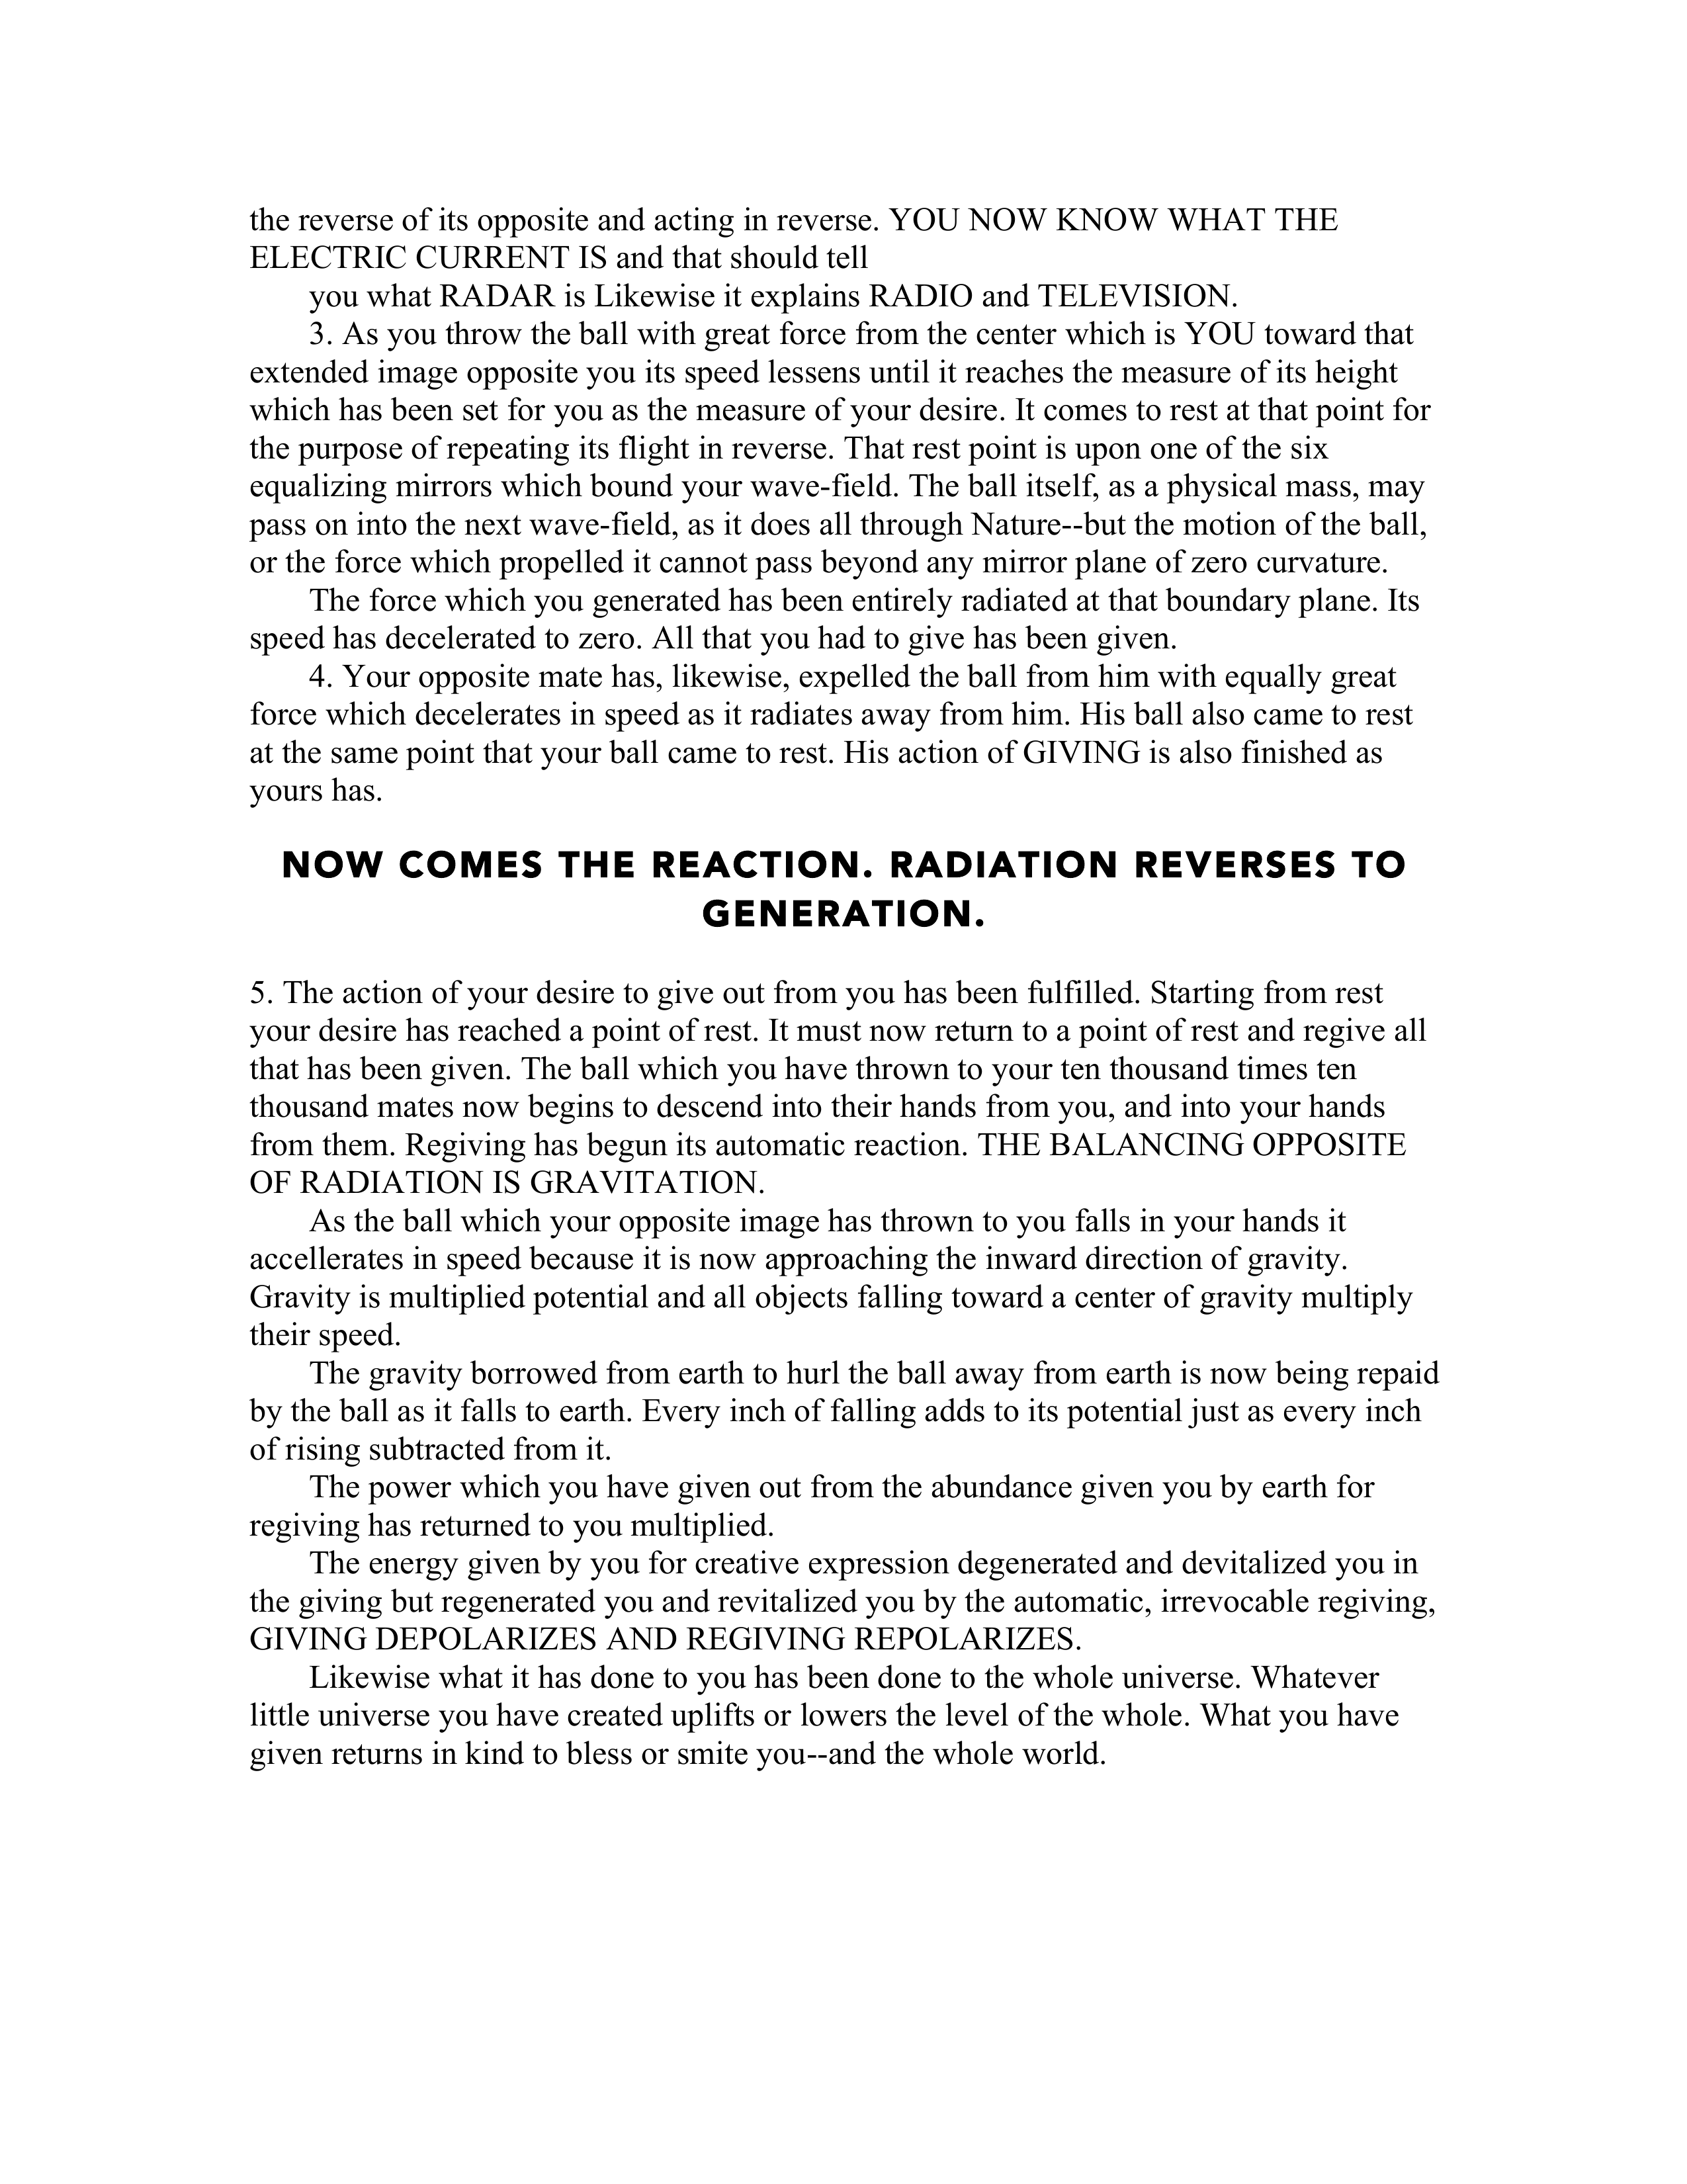 the reverse of its opposite and acting in reverse. YOU NOW KNOW WHAT THE
ELECTRIC CURRENT IS and that should tell
you what RADAR is Likewise it explains RADIO and TELEVISION.
3. As you throw the ball with great force from the center which is YOU toward that
extended image opposite you its speed lessens until it reaches the measure of its height
which has been set for you as the measure of your desire. It comes to rest at that point for
the purpose of repeating its flight in reverse. That rest point is upon one of the six
equalizing mirrors which bound your wave-field. The ball itself, as a physical mass, may
pass on into the next wave-field, as it does all through Nature--but the motion of the ball,
or the force which propelled it cannot pass beyond any mirror plane of zero curvature.
The force which you generated has been entirely radiated at that boundary plane. Its
speed has decelerated to zero. All that you had to give has been given.
4. Your opposite mate has, likewise, expelled the ball from him with equally great
force which decelerates in speed as it radiates away from him. His ball also came to rest
at the same point that your ball came to rest. His action of GIVING is also finished as
yours has.
NOW COMES THE REACTION. RADIATION REVERSES TO
GENERATION.
5. The action of your desire to give out from you has been fulfilled. Starting from rest
your desire has reached a point of rest. It must now return to a point of rest and regive all
that has been given. The ball which you have thrown to your ten thousand times ten
thousand mates now begins to descend into their hands from you, and into your hands
from them. Regiving has begun its automatic reaction. THE BALANCING OPPOSITE
OF RADIATION IS GRAVITATION.
As the ball which your opposite image has thrown to you falls in your hands it
accellerates in speed because it is now approaching the inward direction of gravity.
Gravity is multiplied potential and all objects falling toward a center of gravity multiply
their speed.
The gravity borrowed from earth to hurl the ball away from earth is now being repaid
by the ball as it falls to earth. Every inch of falling adds to its potential just as every inch
of rising subtracted from it.
The power which you have given out from the abundance given you by earth for
regiving has returned to you multiplied.
The energy given by you for creative expression degenerated and devitalized you in
the giving but regenerated you and revitalized you by the automatic, irrevocable regiving,
GIVING DEPOLARIZES AND REGIVING REPOLARIZES.
Likewise what it has done to you has been done to the whole universe. Whatever
little universe you have created uplifts or lowers the level of the whole. What you have
given returns in kind to bless or smite you--and the whole world.